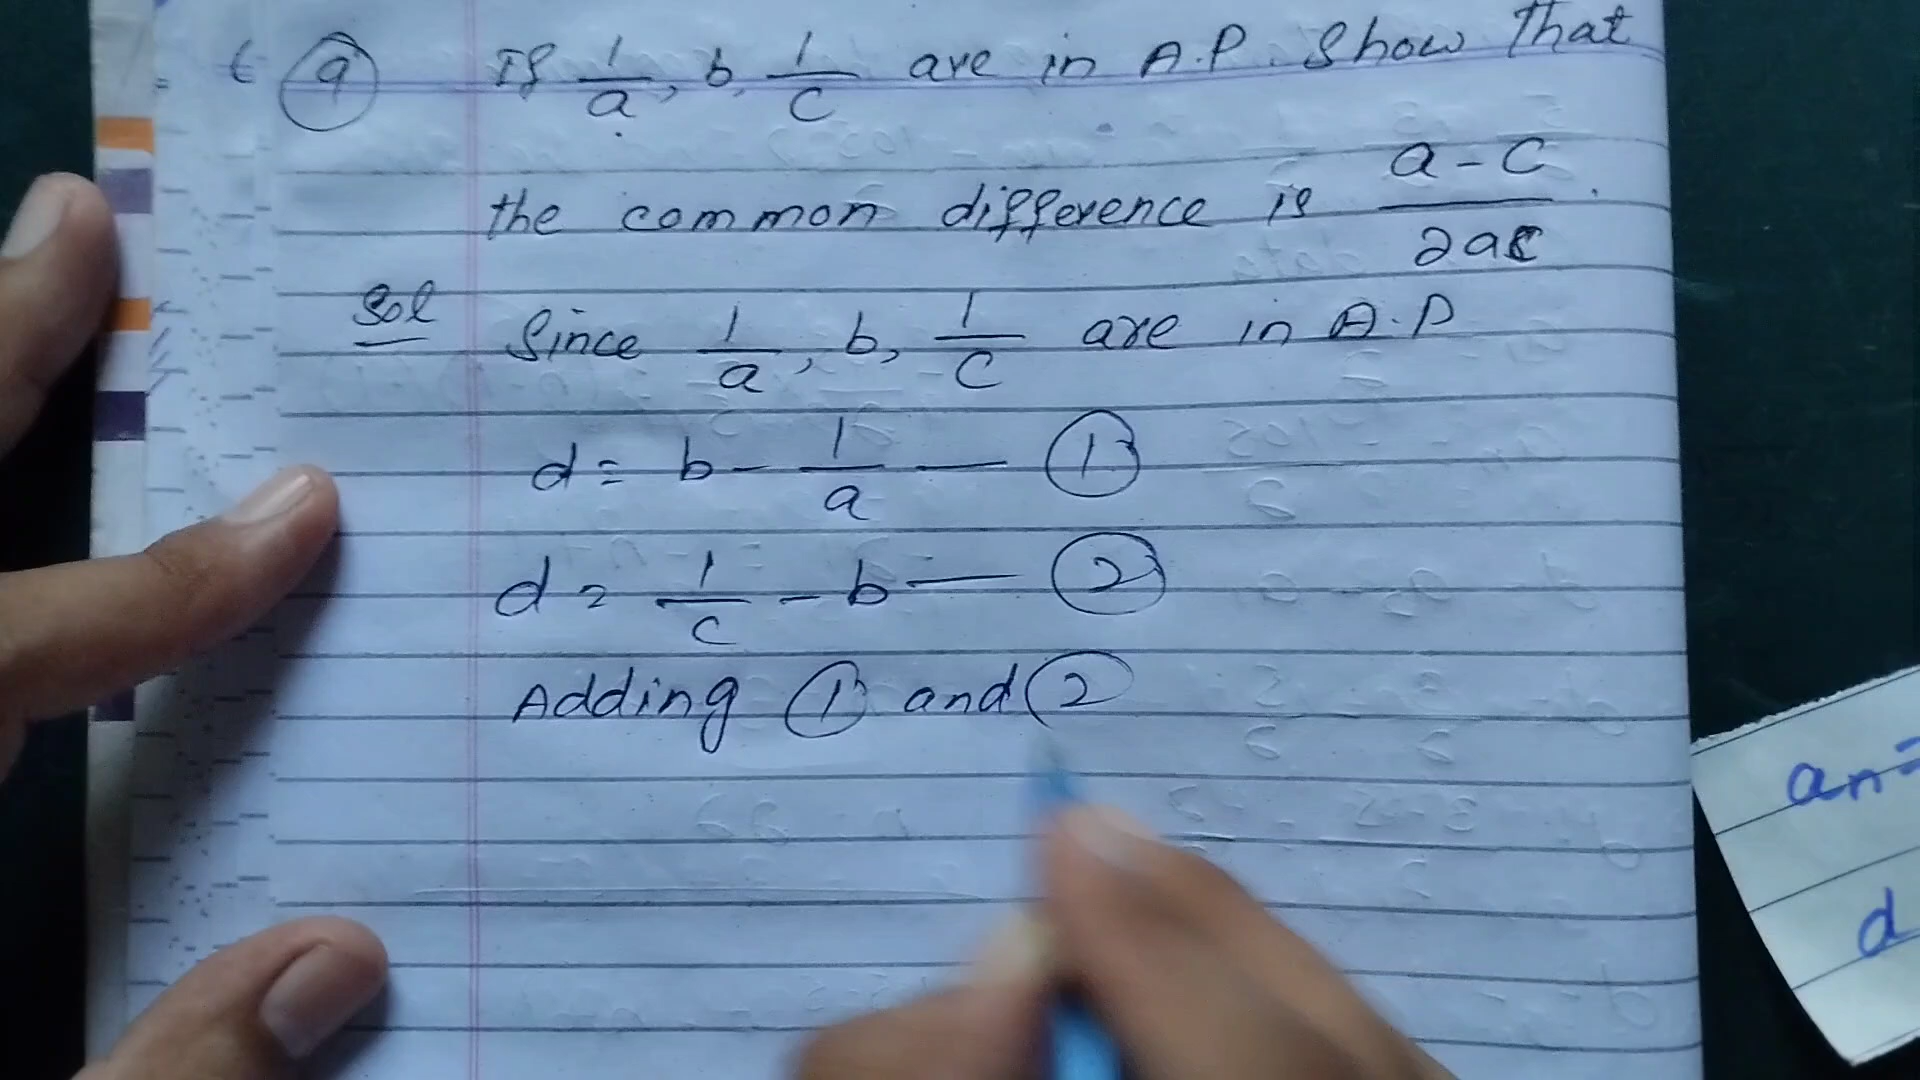 9 If 1/a, b, 1/c are in A.P. Show that
the common difference is a-c/2ac.
Sol Since 1/a, b, 1/c are in A.P
d = b - 1/a — 1
d = 1/c - b — 2
Adding 1 and 2
an=
d